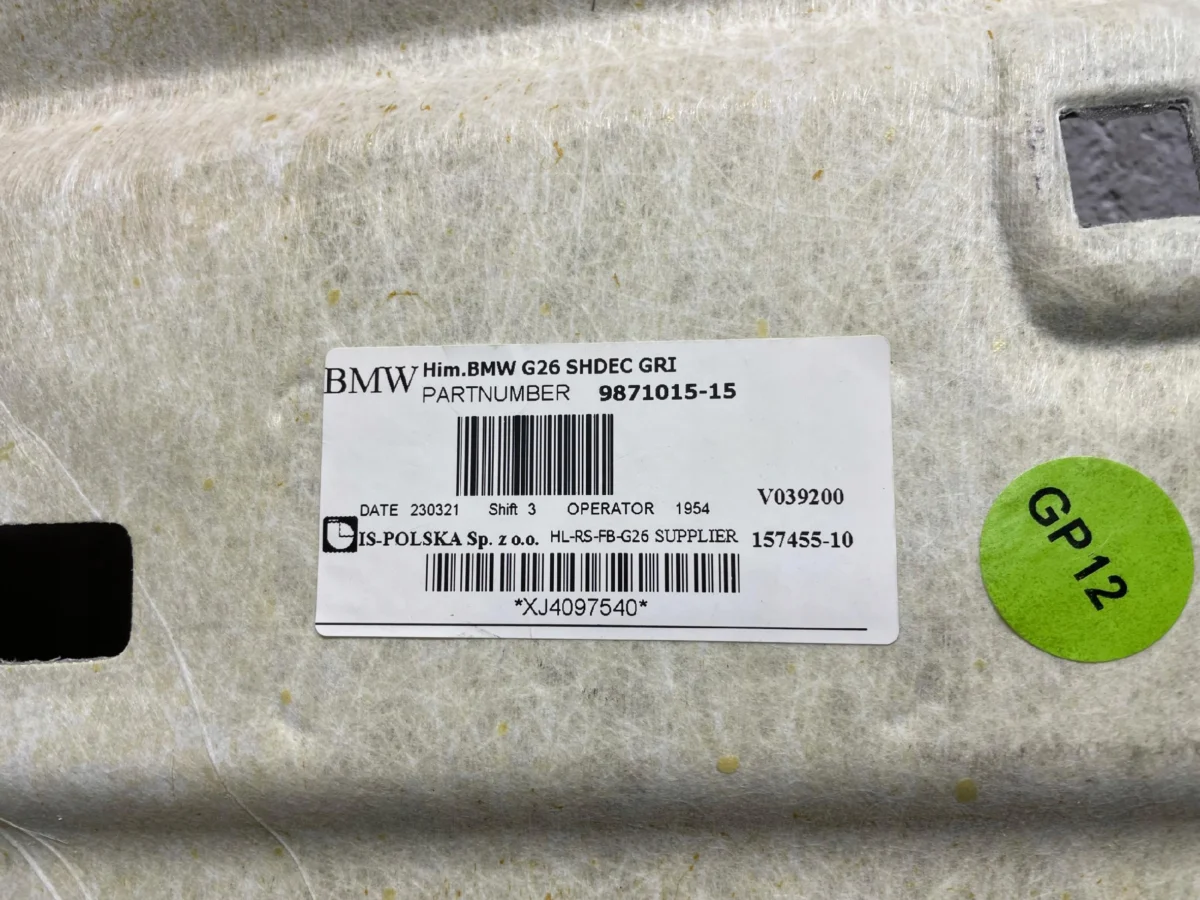 BMW Him.BMW G26 SHDEC GRI
PARTNUMBER 9871015-15
V039200
DATE 230321 Shift 3 OPERATOR 1954
IS-POLSKA Sp. z o.o. HL-RS-FB-G26 SUPPLIER 157455-10
*XJ4097540*
GP12